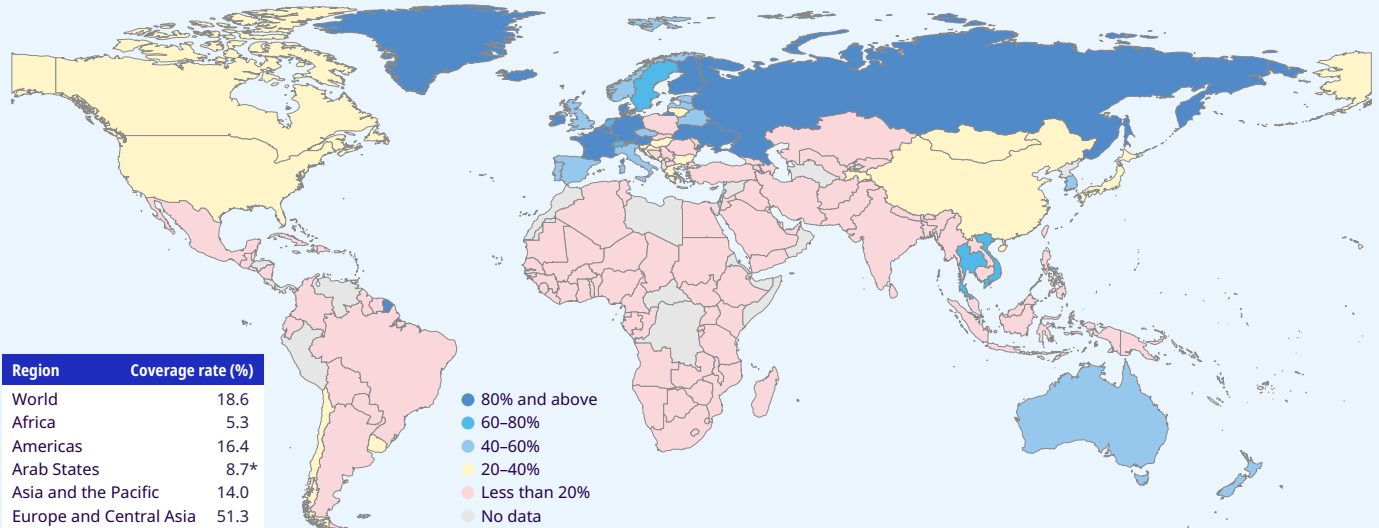 Region Coverage rate (%)
World 18.6
Africa 5.3
Americas 16.4
Arab States 8.7*
Asia and the Pacific 14.0
Europe and Central Asia 51.3
80% and above
60–80%
40–60%
20–40%
Less than 20%
No data